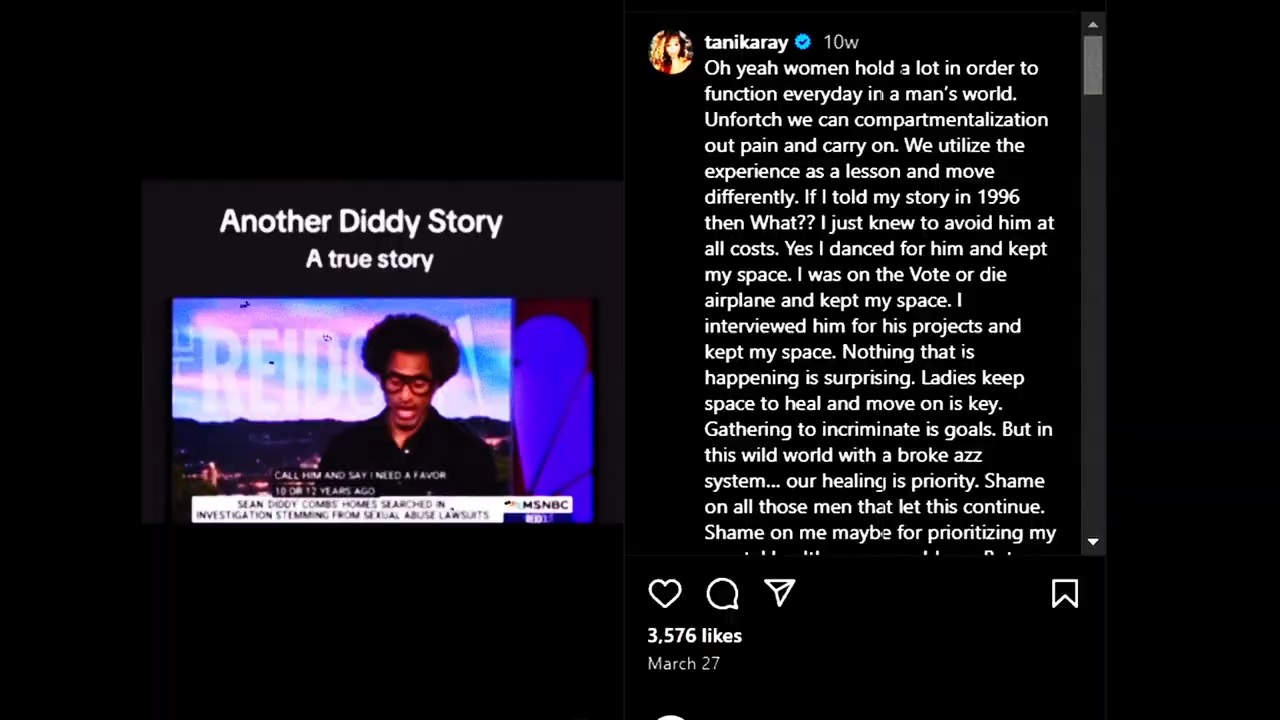 Another Diddy Story
A true story
THE REIDOUT
CALL HIM AND SAY I NEED A FAVOR
10 OR 12 YEARS AGO
SEAN 'DIDDY' COMBS' HOMES SEARCHED IN
INVESTIGATION STEMMING FROM SEXUAL ABUSE LAWSUITS
MSNBC
tanikaray 10w
Oh yeah women hold a lot in order to
function everyday in a man's world.
Unfortch we can compartmentalization
out pain and carry on. We utilize the
experience as a lesson and move
differently. If I told my story in 1996
then What?? I just knew to avoid him at
all costs. Yes I danced for him and kept
my space. I was on the Vote or die
airplane and kept my space. I
interviewed him for his projects and
kept my space. Nothing that is
happening is surprising. Ladies keep
space to heal and move on is key.
Gathering to incriminate is goals. But in
this wild world with a broke azz
system... our healing is priority. Shame
on all those men that let this continue.
Shame on me maybe for prioritizing my
3,576 likes
March 27